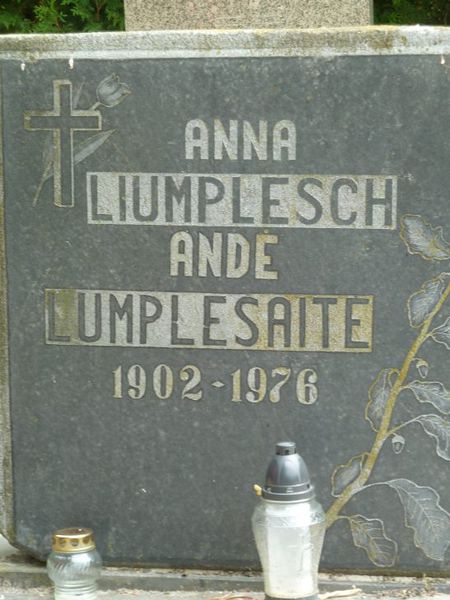 ANNA
LIUMPLESCH
ANDĖ
LUMPLESAITE
1902-1976